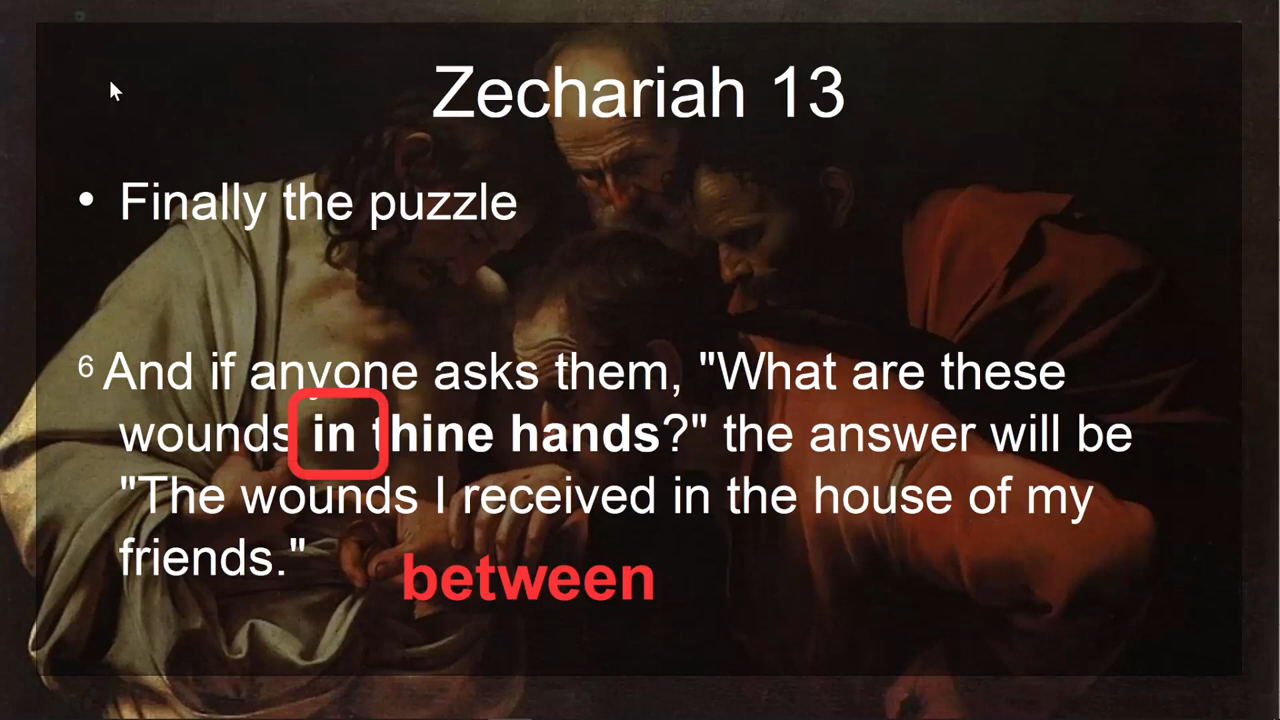 Zechariah 13
• Finally the puzzle
6 And if anyone asks them, "What are these
wounds in thine hands?" the answer will be
"The wounds I received in the house of my
friends."
between